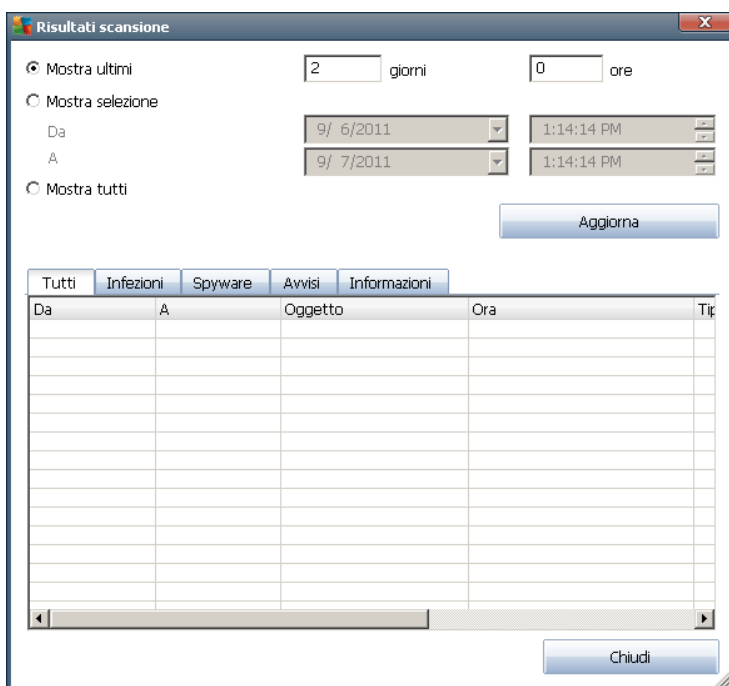 Risultati scansione
Mostra ultimi 2 giorni 0 ore
Mostra selezione
Da 9/ 6/2011 1:14:14 PM
A 9/ 7/2011 1:14:14 PM
Mostra tutti
Aggiorna
Tutti Infezioni Spyware Avvisi Informazioni
Da A Oggetto Ora Tip
Chiudi